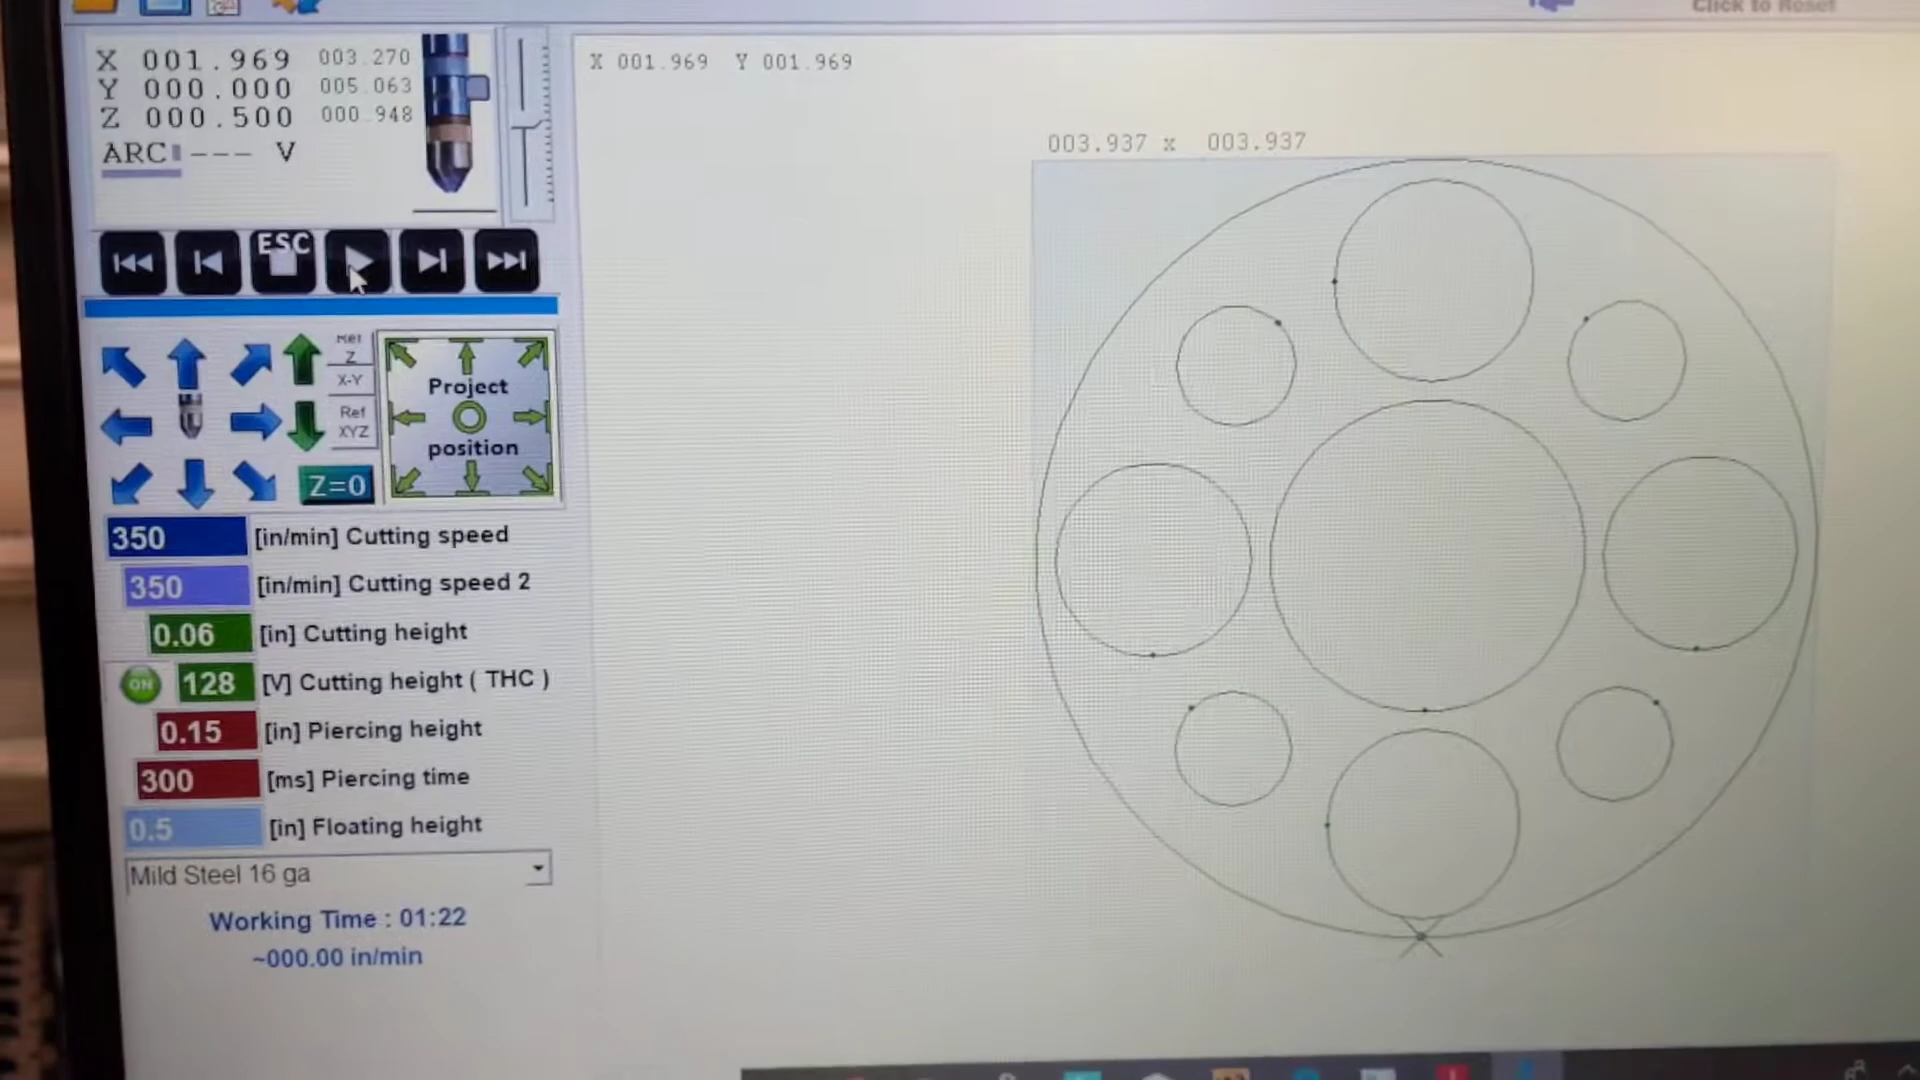 Click to Reset
X 001.969 003.270
Y 000.000 005.063
Z 000.500 000.948
ARC --- V
X 001.969 Y 001.969
003.937 x 003.937
ESC
Ref
Z
X-Y
Ref
XYZ
Z=0
Project
position
350 [in/min] Cutting speed
350 [in/min] Cutting speed 2
0.06 [in] Cutting height
ON 128 [V] Cutting height ( THC )
0.15 [in] Piercing height
300 [ms] Piercing time
0.5 [in] Floating height
Mild Steel 16 ga
Working Time : 01:22
~000.00 in/min